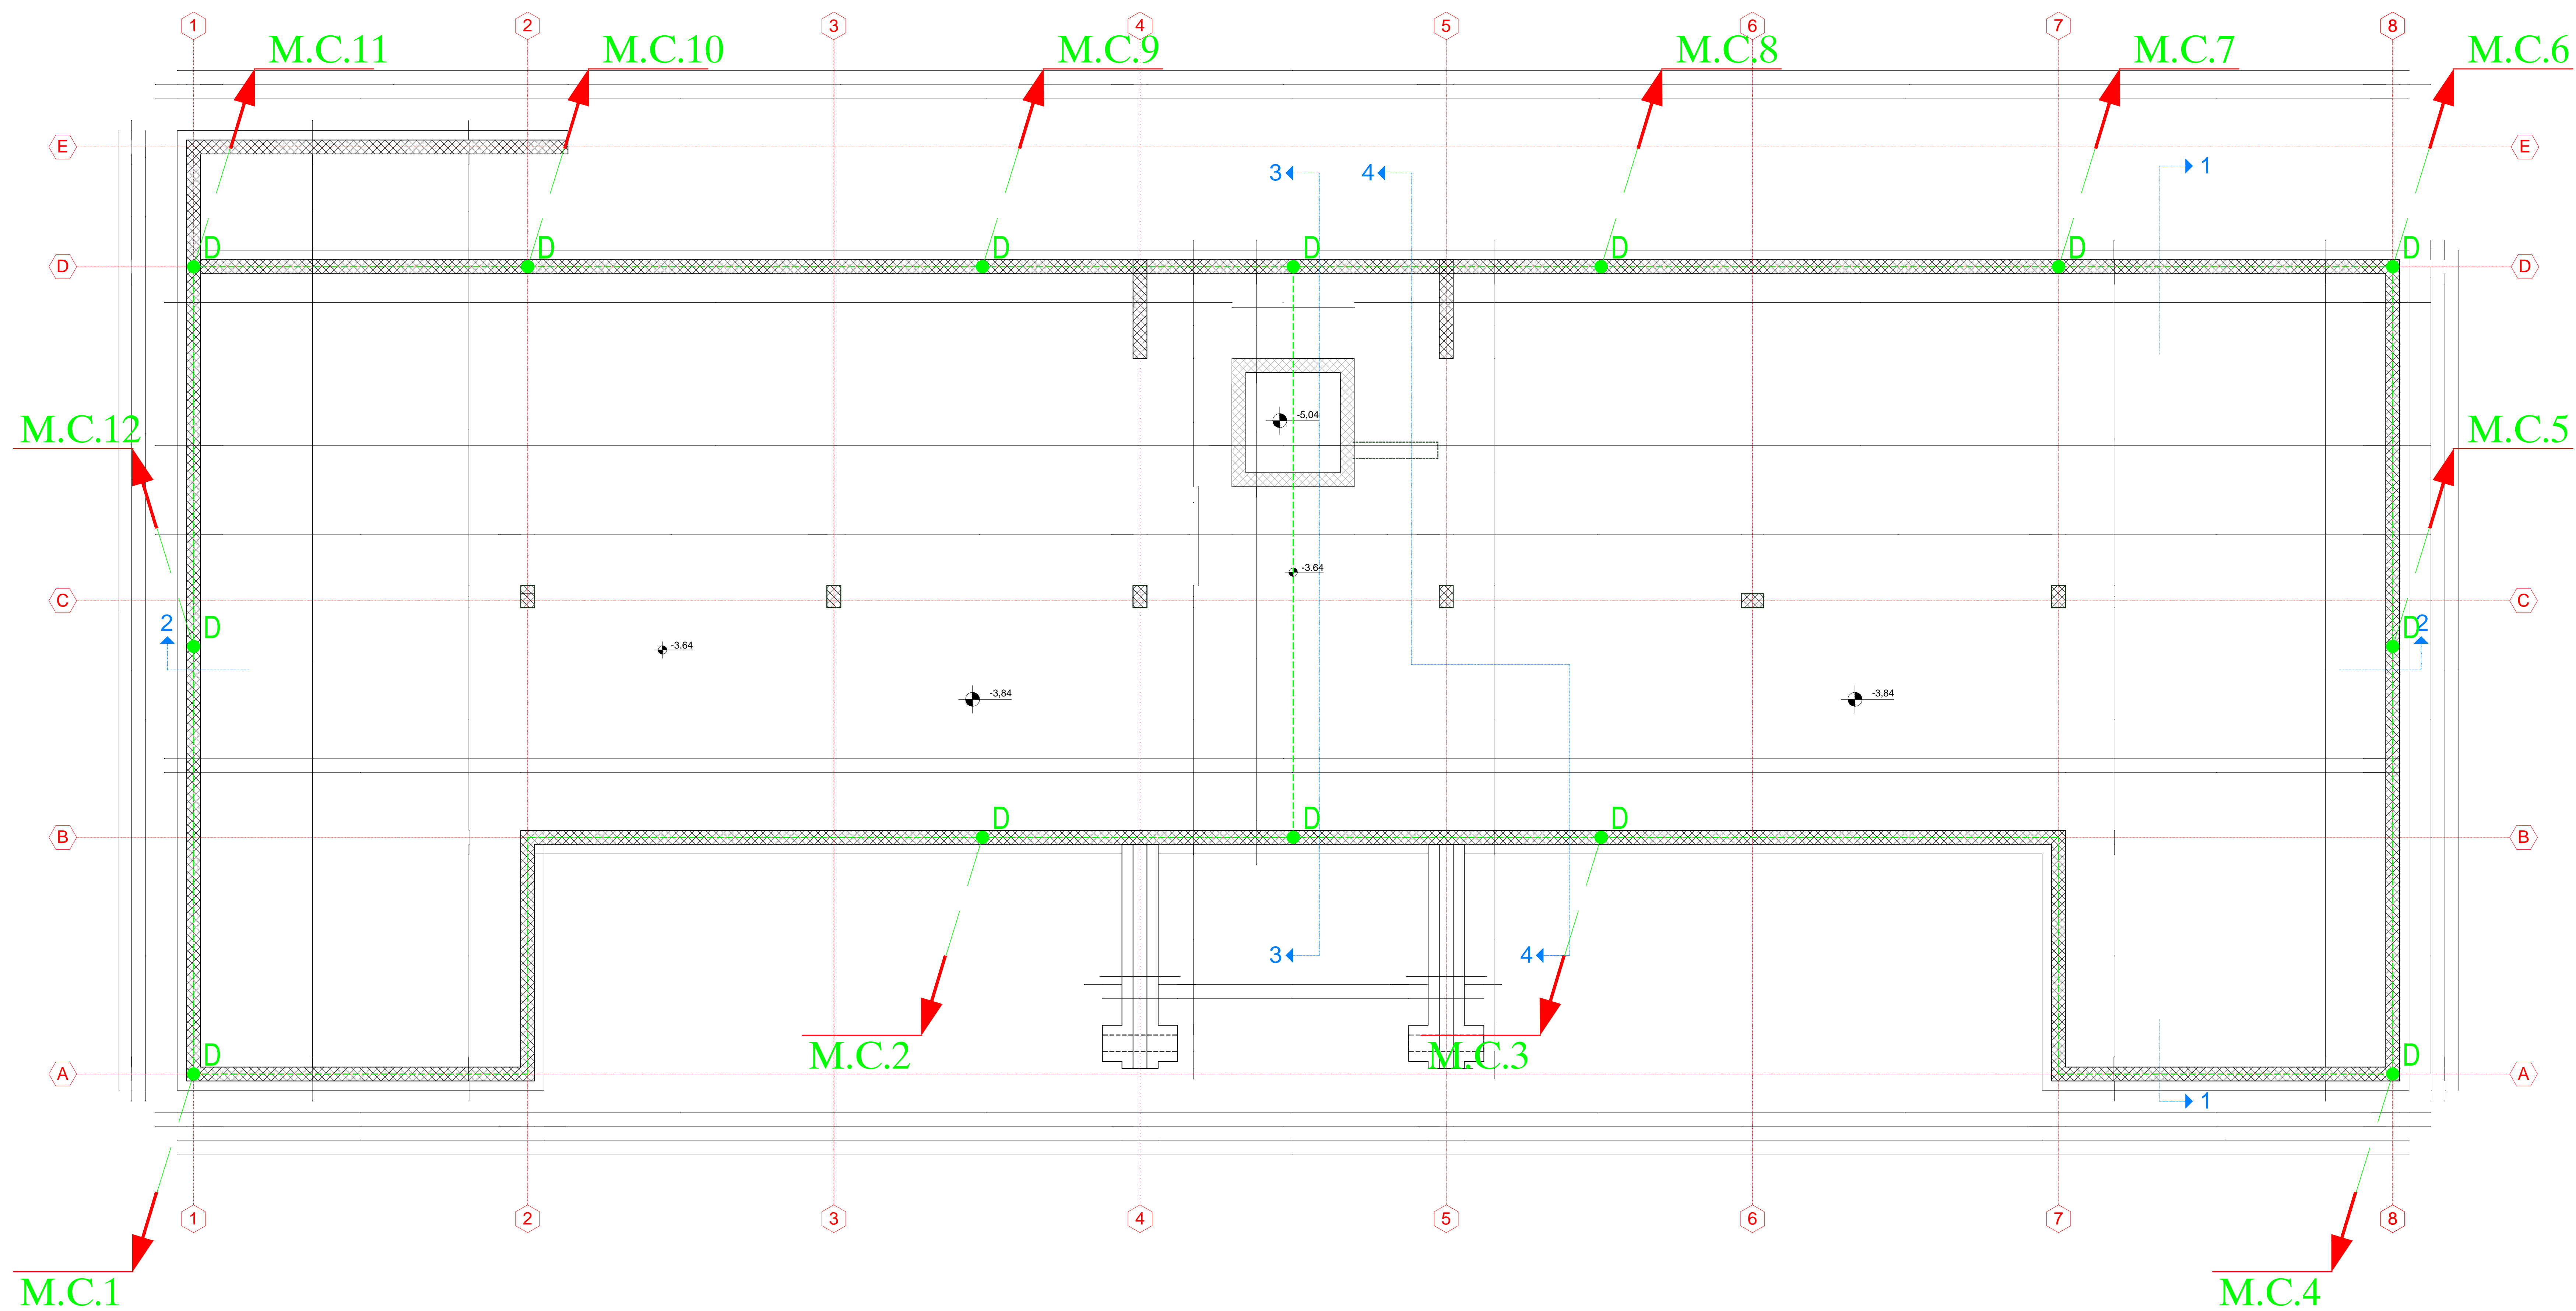 1 2 3 4 5 6 7 8
M.C.11 M.C.10 M.C.9 M.C.8 M.C.7 M.C.6
E E
3 4 1
D D D D D D D
D D
-5,04
M.C.12 M.C.5
-3.64
C C
2 D D 2
-3.64
-3,84 -3,84
D D D
B B
3 4
M.C.2 M.C.3
D D
A A
1
1 2 3 4 5 6 7 8
M.C.1 M.C.4